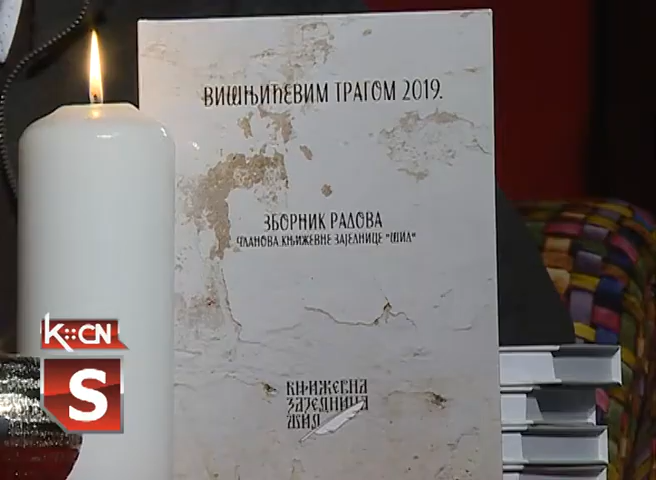 ВИШЊИЋЕВИМ ТРАГОМ 2019.
ЗБОРНИК РАДОВА
ЧЛАНОВА КЊИЖЕВНЕ ЗАЈЕДНИЦЕ "ШИД"
КЊИЖЕВНА
ЗАЈЕДНИЦА
ШИД
K::CN
S